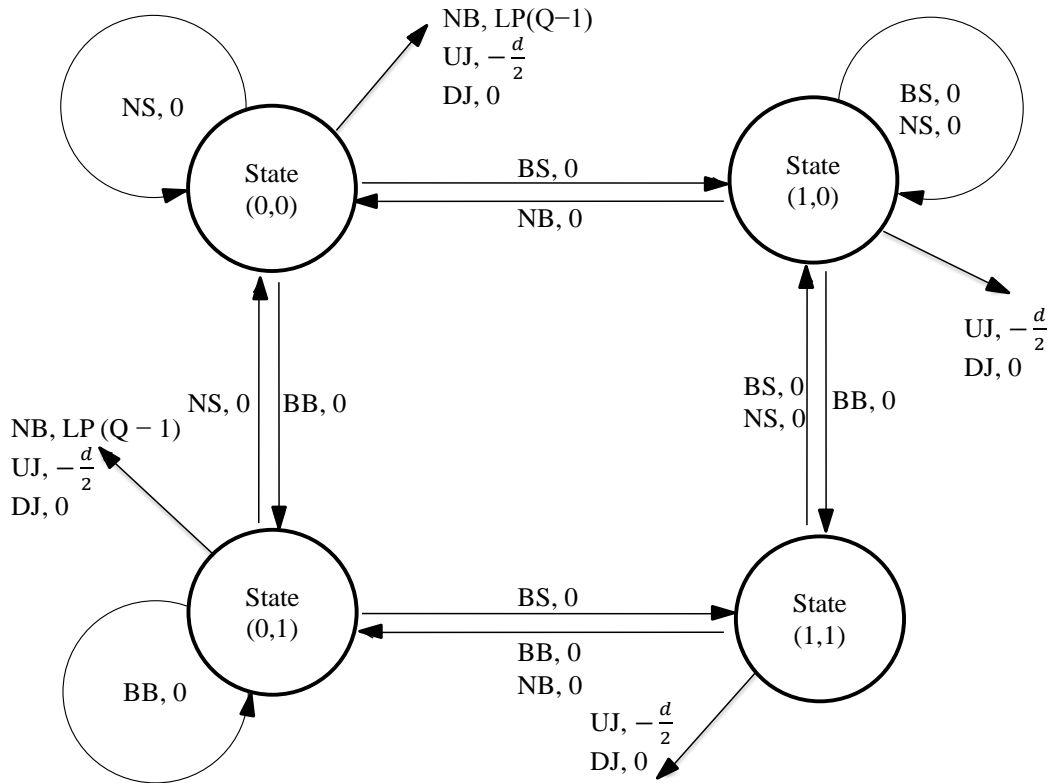 NB, LP(Q−1)
UJ, −d/2
DJ, 0
NS, 0
BS, 0
NS, 0
State
(0,0)
State
(1,0)
BS, 0
NB, 0
UJ, −d/2
DJ, 0
NS, 0
BB, 0
BS, 0
NS, 0
BB, 0
NB, LP (Q − 1)
UJ, −d/2
DJ, 0
State
(0,1)
State
(1,1)
BS, 0
BB, 0
NB, 0
BB, 0
UJ, −d/2
DJ, 0